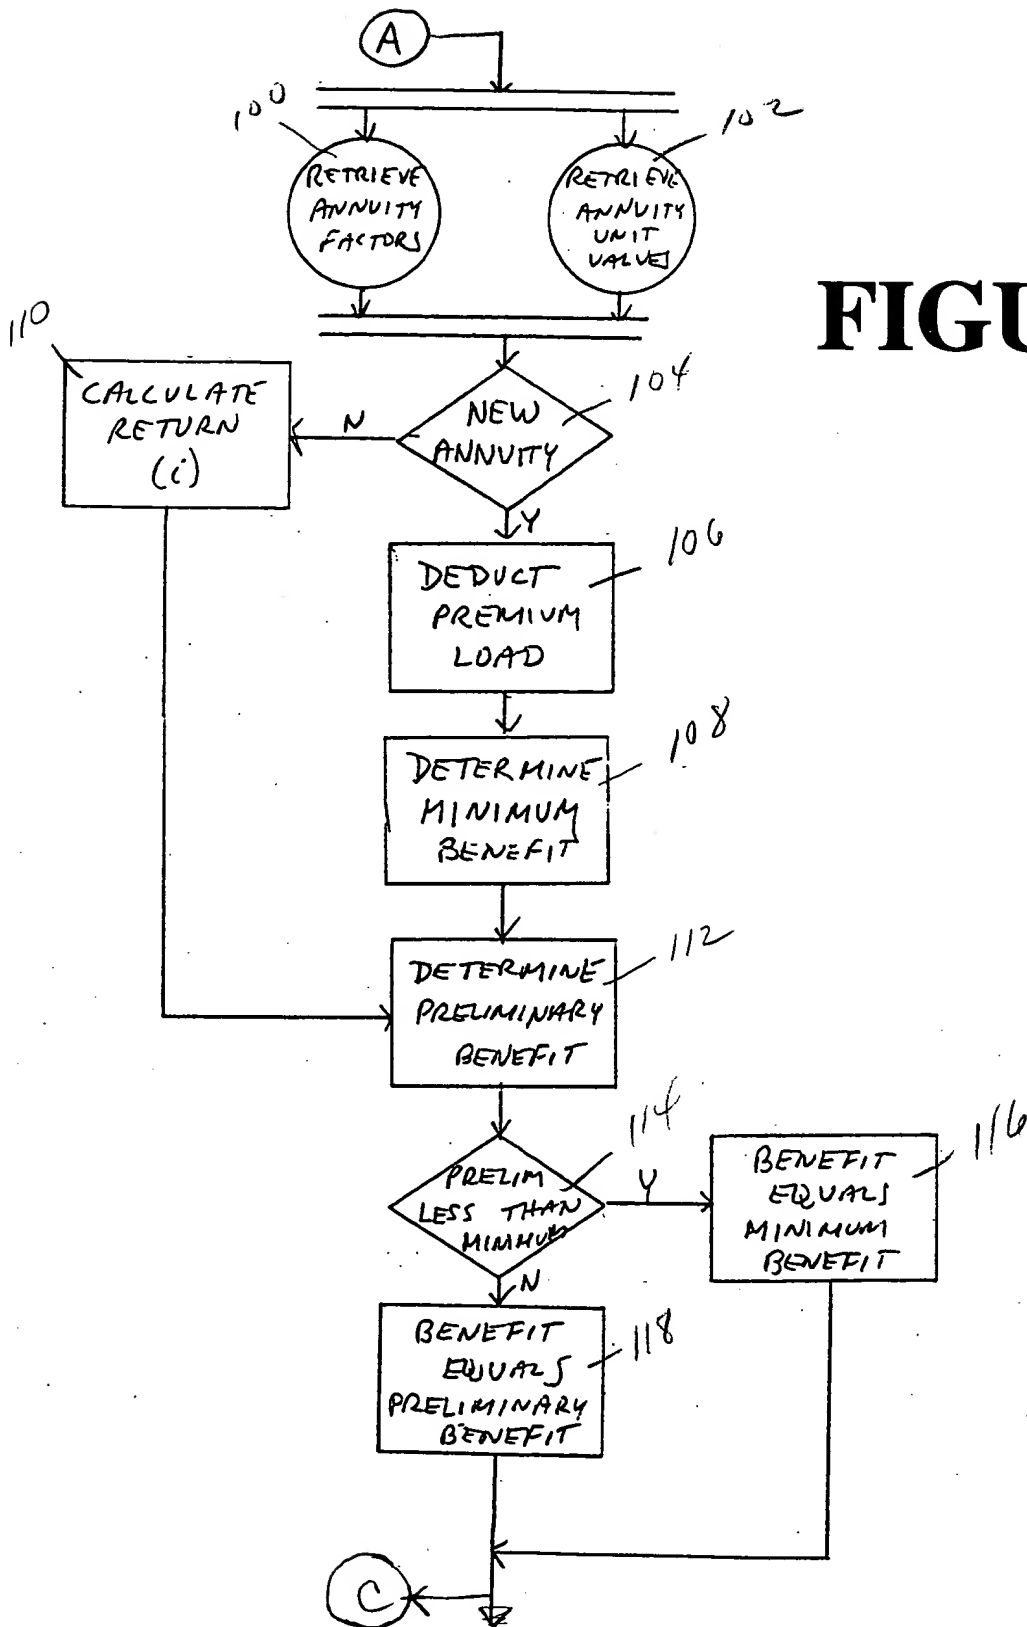 A
100
102
RETRIEVE
ANNUITY
FACTORS
RETRIEVE
ANNUITY
UNIT
VALUES
FIGU
110
CALCULATE
RETURN
(i)
N
104
NEW
ANNUITY
Y
106
DEDUCT
PREMIUM
LOAD
108
DETERMINE
MINIMUM
BENEFIT
112
DETERMINE
PRELIMINARY
BENEFIT
114
PRELIM
LESS THAN
MINIMUM
Y
116
BENEFIT
EQUALS
MINIMUM
BENEFIT
N
118
BENEFIT
EQUALS
PRELIMINARY
BENEFIT
C